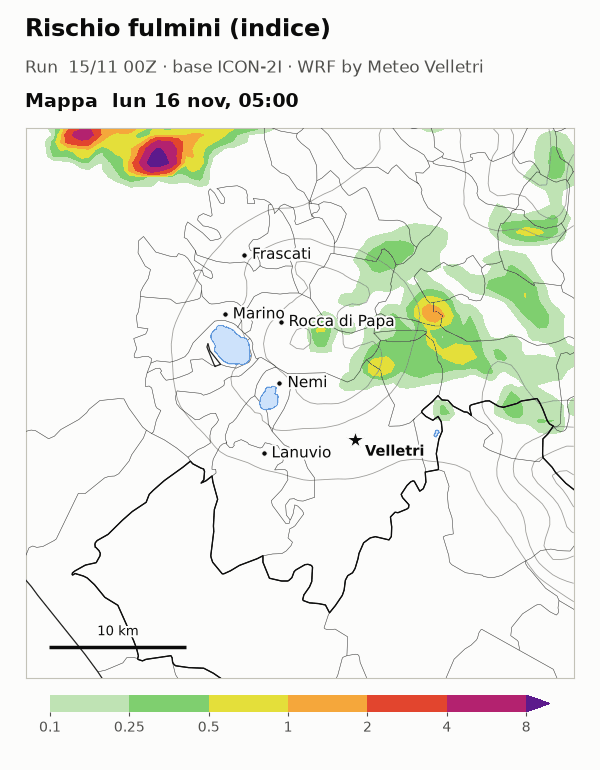 Rischio fulmini (indice)
Run  15/11 00Z · base ICON-2I · WRF by Meteo Velletri
Mappa  lun 16 nov, 05:00
Frascati
Marino
Rocca di Papa
Nemi
Velletri
Lanuvio
10 km
0.1 0.25 0.5 1 2 4 8